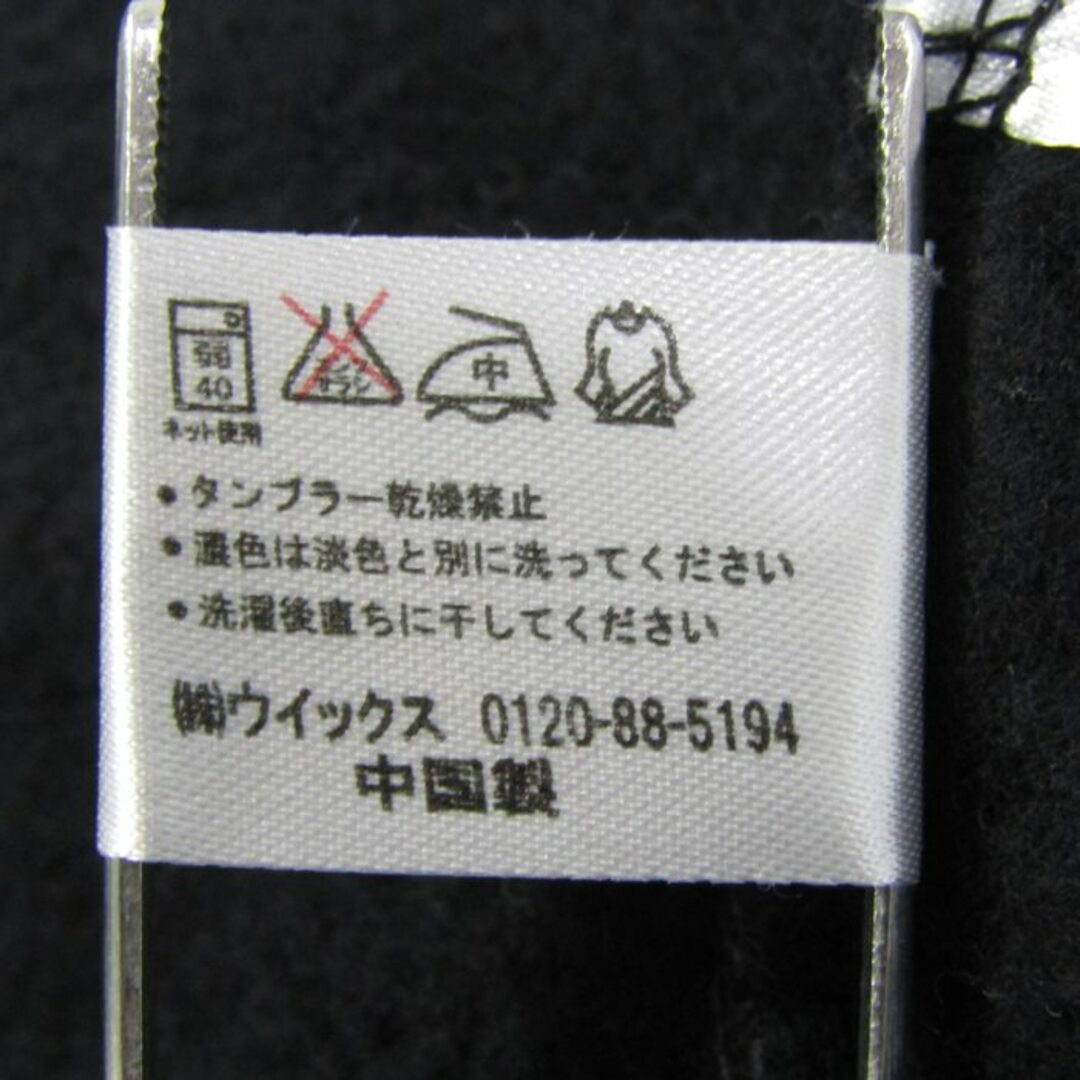 弱
40
ネット使用
エンソ
サラシ
中
・タンブラー乾燥禁止
・濃色は淡色と別に洗ってください
・洗濯後直ちに干してください
㈱ウイックス 0120-88-5194
中国製